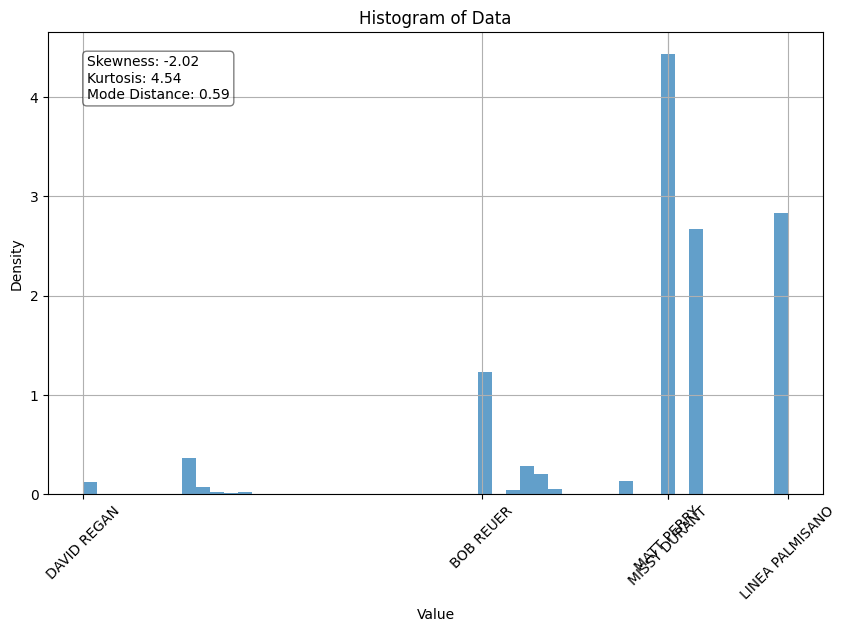 Histogram of Data
Skewness: -2.02
Kurtosis: 4.54
Mode Distance: 0.59
Density
4
3
2
1
0
DAVID REGAN
BOB REUER
MATT PERRY
MISSY DURANT
LINEA PALMISANO
Value